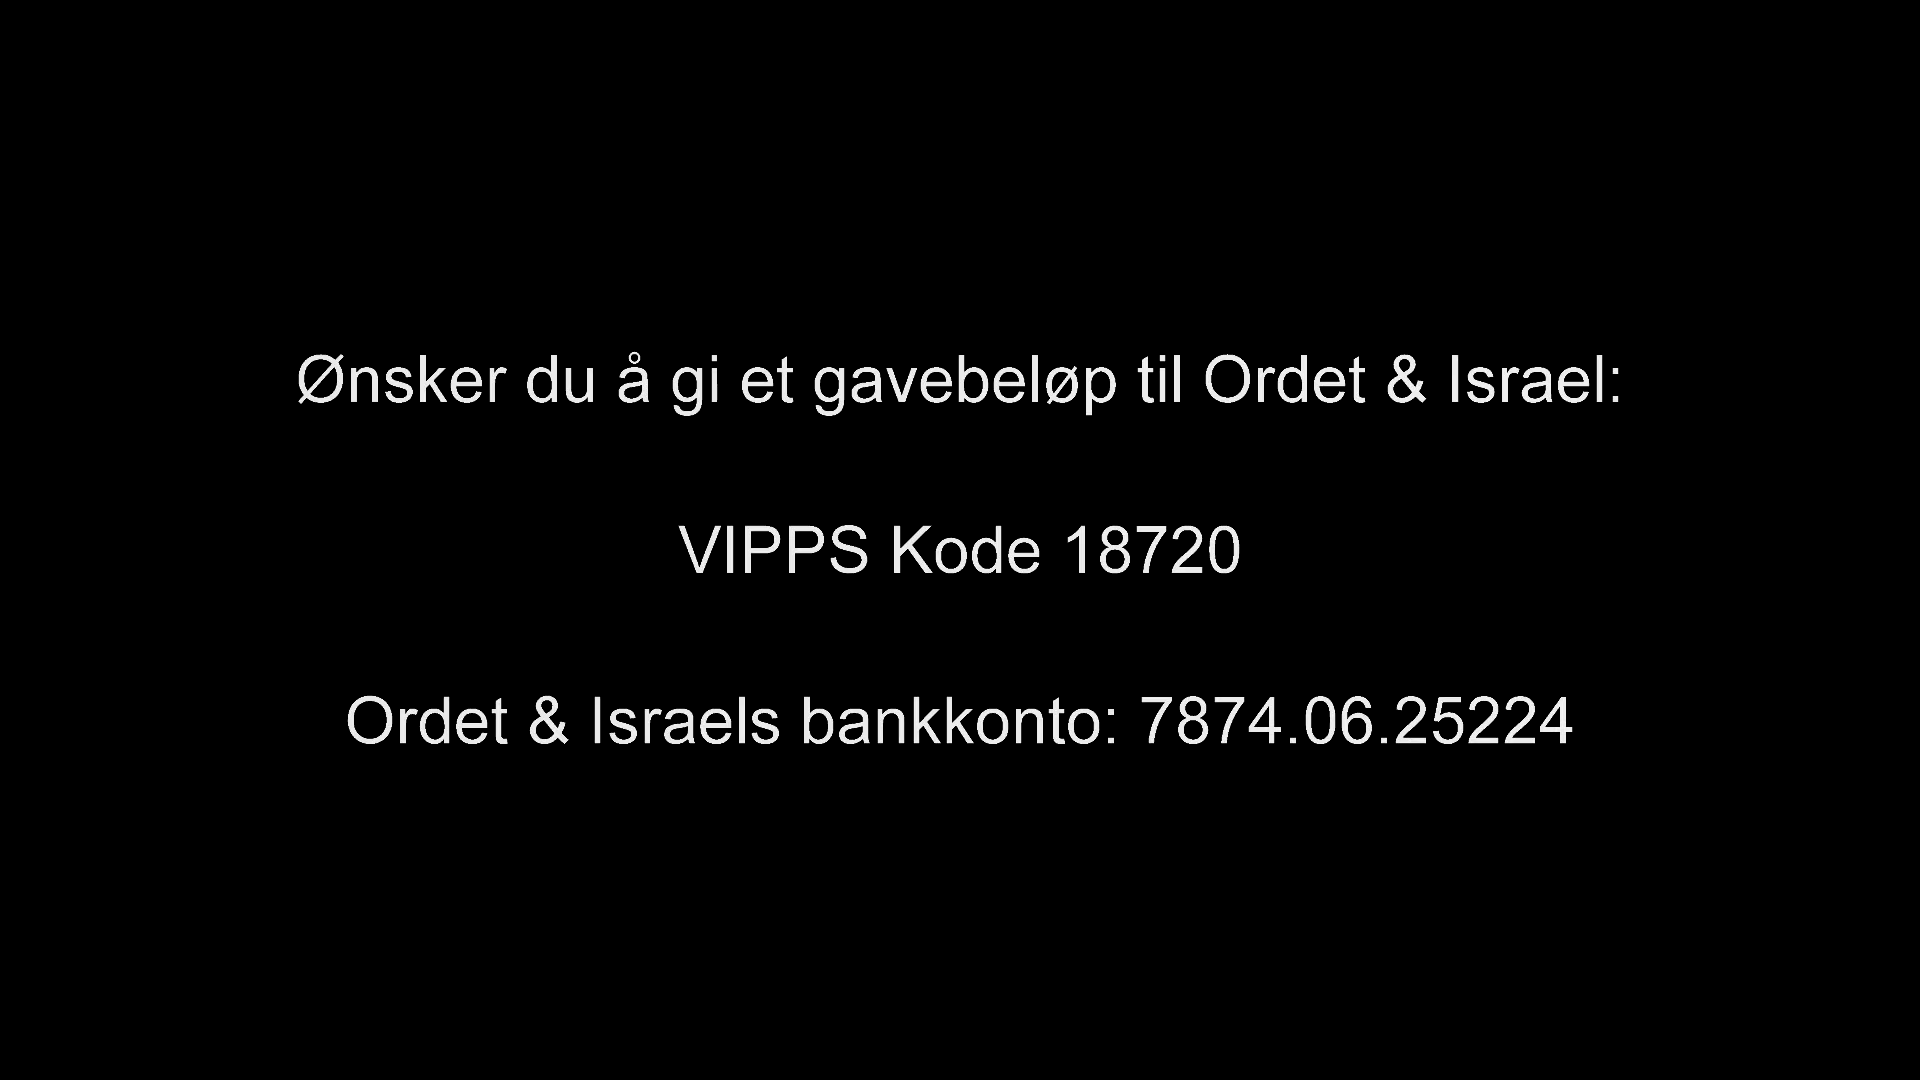 Ønsker du å gi et gavebeløp til Ordet & Israel:
VIPPS Kode 18720
Ordet & Israels bankkonto: 7874.06.25224